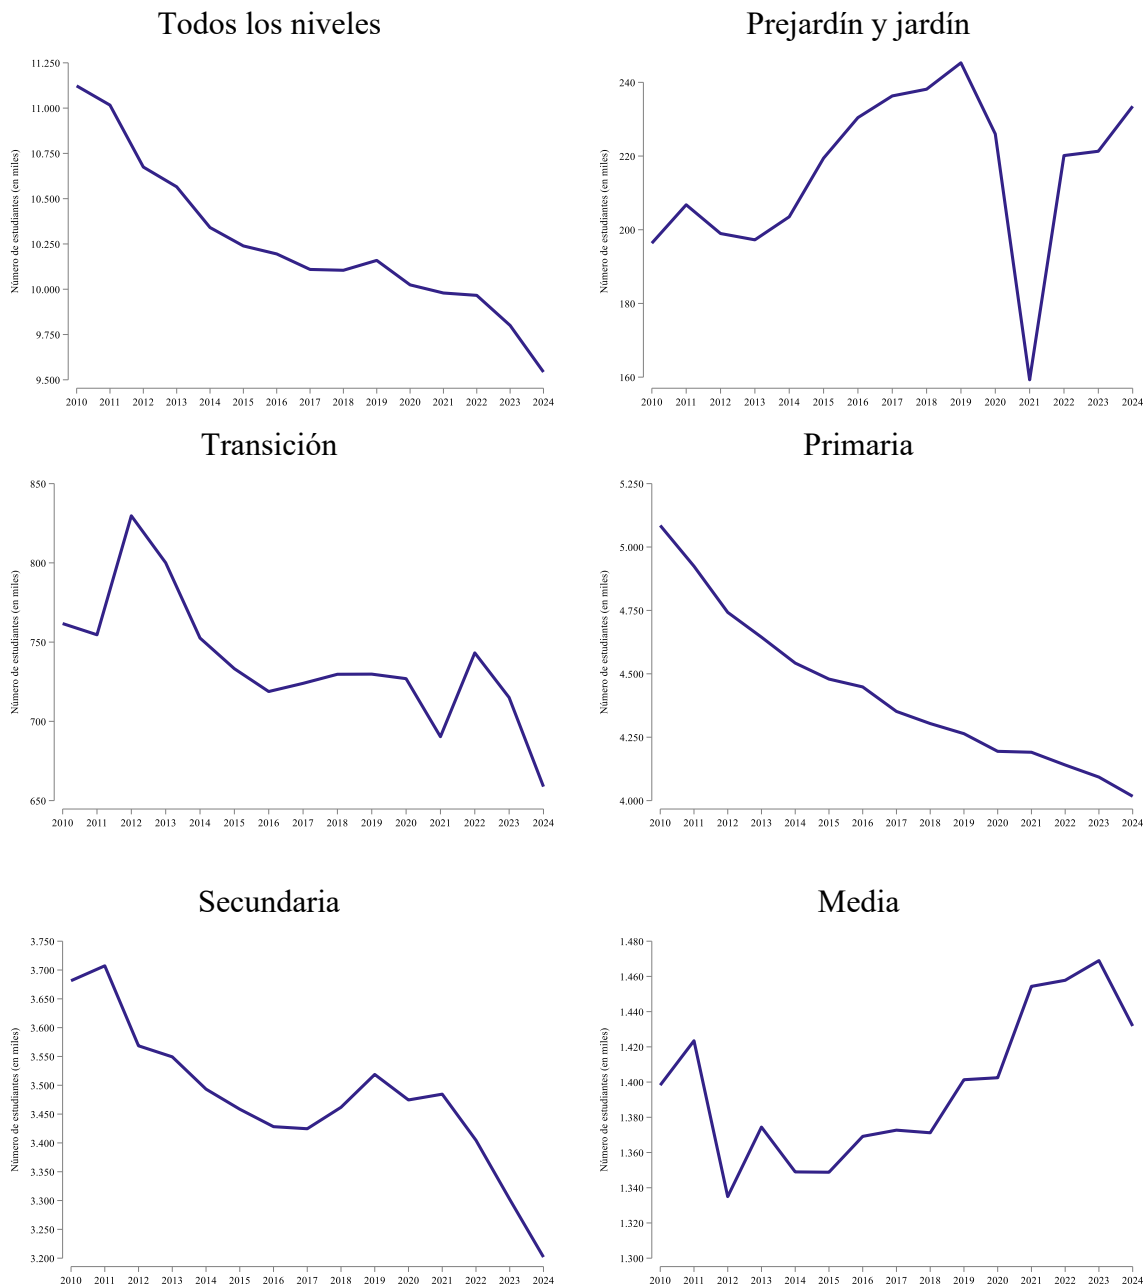 Todos los niveles
Número de estudiantes (en miles)
11.250
11.000
10.750
10.500
10.250
10.000
9.750
9.500
2010 2011 2012 2013 2014 2015 2016 2017 2018 2019 2020 2021 2022 2023 2024
Prejardín y jardín
Número de estudiantes (en miles)
240
220
200
180
160
2010 2011 2012 2013 2014 2015 2016 2017 2018 2019 2020 2021 2022 2023 2024
Transición
Número de estudiantes (en miles)
850
800
750
700
650
2010 2011 2012 2013 2014 2015 2016 2017 2018 2019 2020 2021 2022 2023 2024
Primaria
Número de estudiantes (en miles)
5.250
5.000
4.750
4.500
4.250
4.000
2010 2011 2012 2013 2014 2015 2016 2017 2018 2019 2020 2021 2022 2023 2024
Secundaria
Número de estudiantes (en miles)
3.750
3.700
3.650
3.600
3.550
3.500
3.450
3.400
3.350
3.300
3.250
3.200
2010 2011 2012 2013 2014 2015 2016 2017 2018 2019 2020 2021 2022 2023 2024
Media
Número de estudiantes (en miles)
1.480
1.460
1.440
1.420
1.400
1.380
1.360
1.340
1.320
1.300
2010 2011 2012 2013 2014 2015 2016 2017 2018 2019 2020 2021 2022 2023 2024